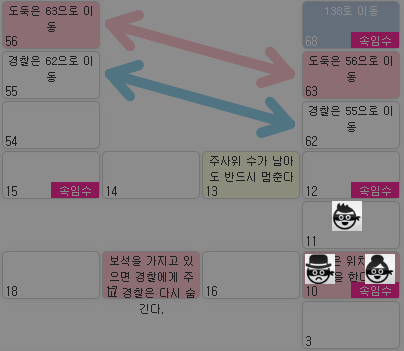 도둑은 63으로 이
동
56
138로 이동
68
속임수
경찰은 62으로 이
동
55
도둑은 56으로 이
동
63
54
경찰은 55으로 이
동
62
15
속임수
14
주사위 수가 남아
도 반드시 멈춘다
13
12
속임수
11
18
보석을 가지고 있
으면 경찰에게 주
고 경찰은 다시 숨
긴다.
17
16
위치
한다
10
속임수
3